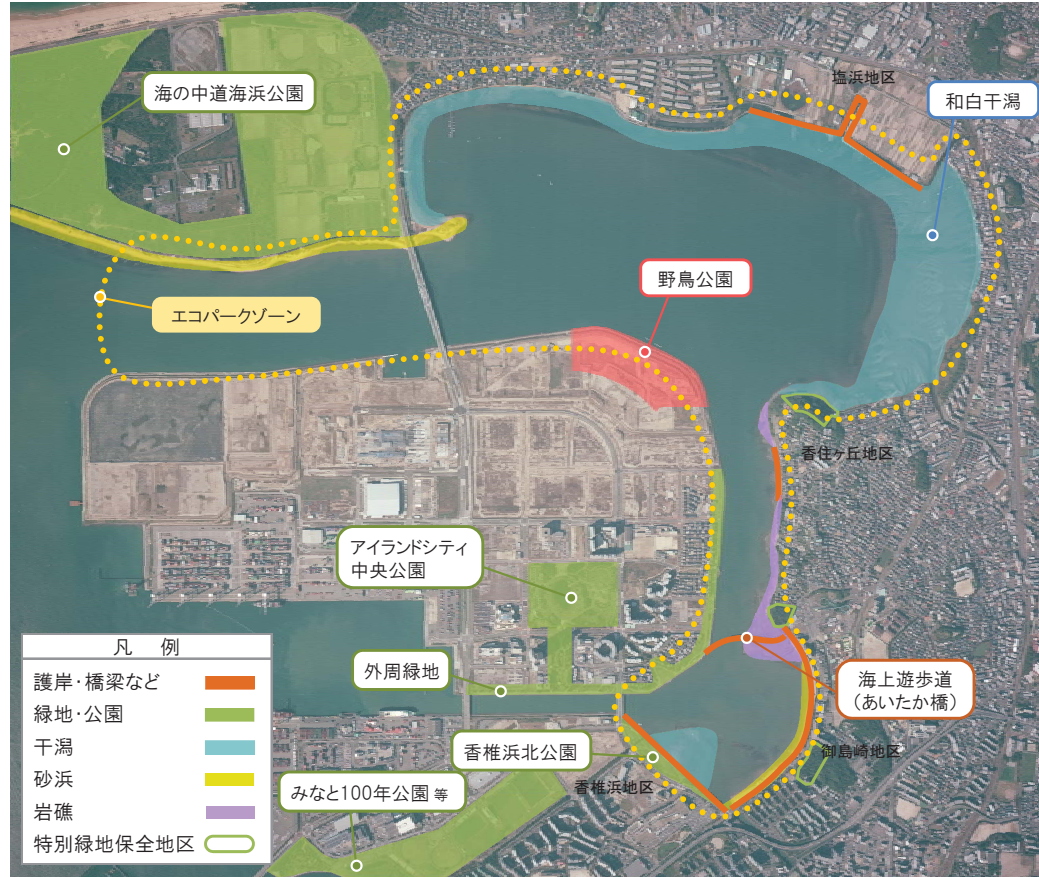 塩浜地区
海の中道海浜公園
和白干潟
野鳥公園
エコパークゾーン
香住ヶ丘地区
アイランドシティ
中央公園
外周緑地
海上遊歩道
(あいたか橋)
御島崎地区
香椎浜北公園
香椎浜地区
みなと100年公園 等
凡 例
護岸・橋梁など
緑地・公園
干潟
砂浜
岩礁
特別緑地保全地区